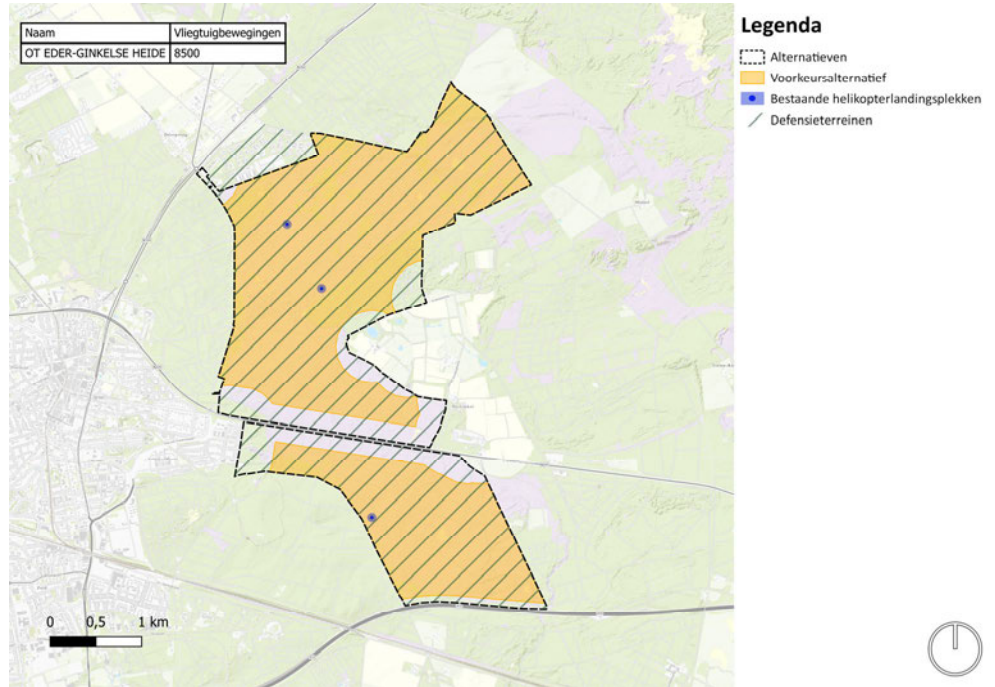 Naam Vliegtuigbewegingen
OT EDER-GINKELSE HEIDE 8500
Legenda
Alternatieven
Voorkeursalternatief
Bestaande helikopterlandingsplekken
Defensieterreinen
0 0,5 1 km